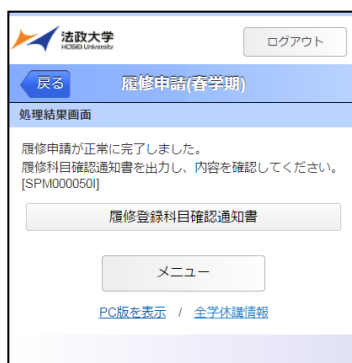 法政大学
HOSEI University
ログアウト
戻る
履修申請(春学期)
処理結果画面
履修申請が正常に完了しました。
履修科目確認通知書を出力し、内容を確認してください。
[SPM000050I]
履修登録科目確認通知書
メニュー
PC版を表示 / 全学休講情報